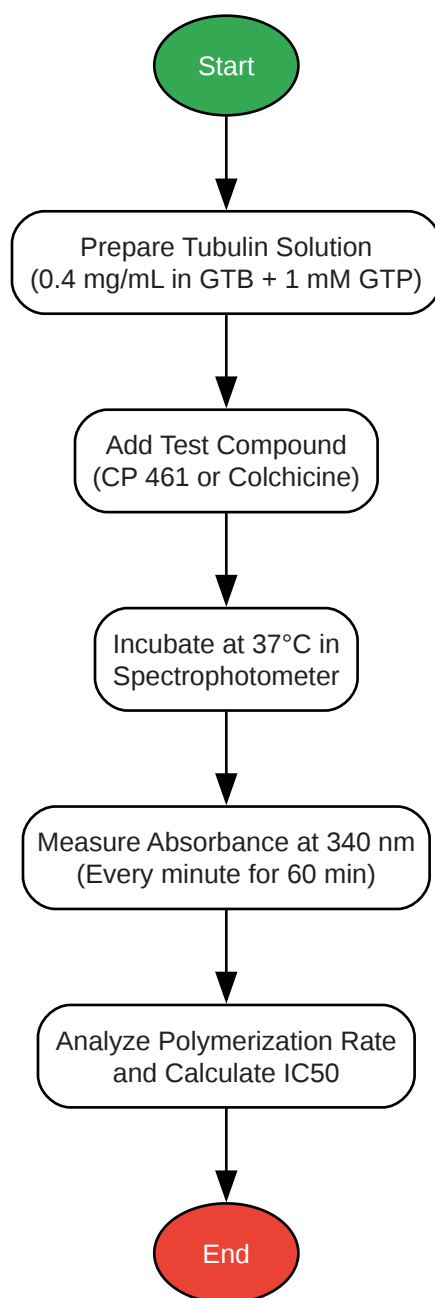 Start
Prepare Tubulin Solution
(0.4 mg/mL in GTB + 1 mM GTP)
Add Test Compound
(CP 461 or Colchicine)
Incubate at 37°C in
Spectrophotometer
Measure Absorbance at 340 nm
(Every minute for 60 min)
Analyze Polymerization Rate
and Calculate IC50
End